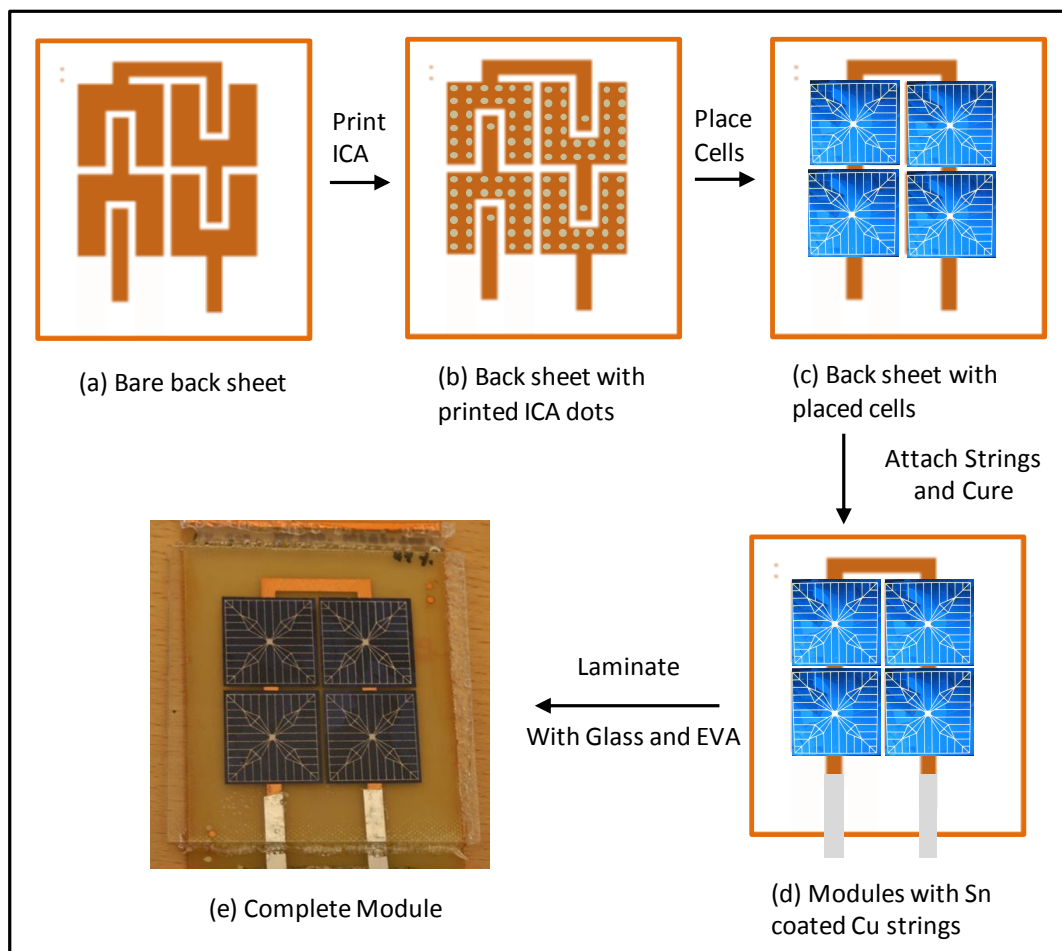 Print
ICA
Place
Cells
(a) Bare back sheet
(b) Back sheet with
printed ICA dots
(c) Back sheet with
placed cells
Attach Strings
and Cure
Laminate
With Glass and EVA
(d) Modules with Sn
coated Cu strings
(e) Complete Module